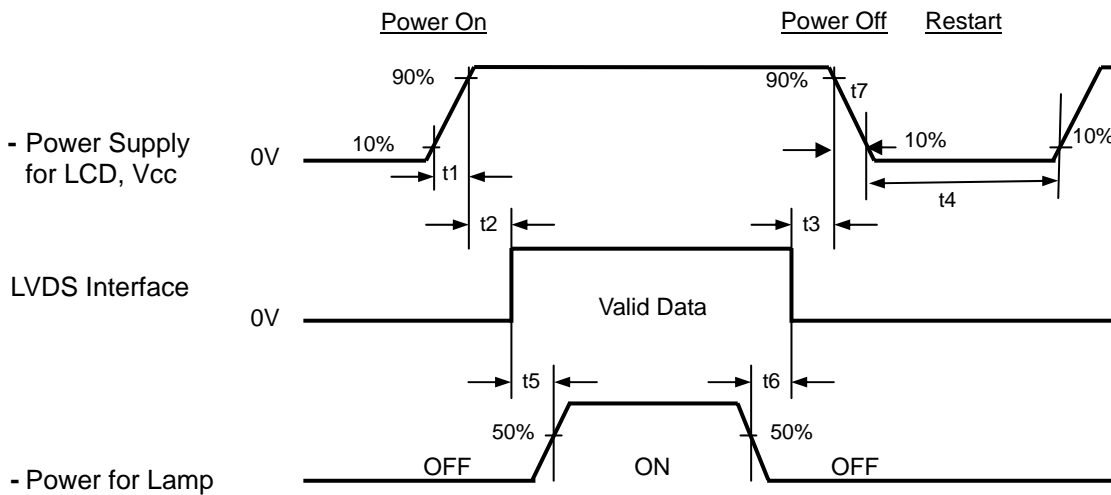 Power On
Power Off
Restart
90%
90%
t7
- Power Supply
for LCD, Vcc
0V
10%
10%
10%
t1
t4
t2
t3
LVDS Interface
Valid Data
0V
t5
t6
50%
50%
- Power for Lamp
OFF
ON
OFF